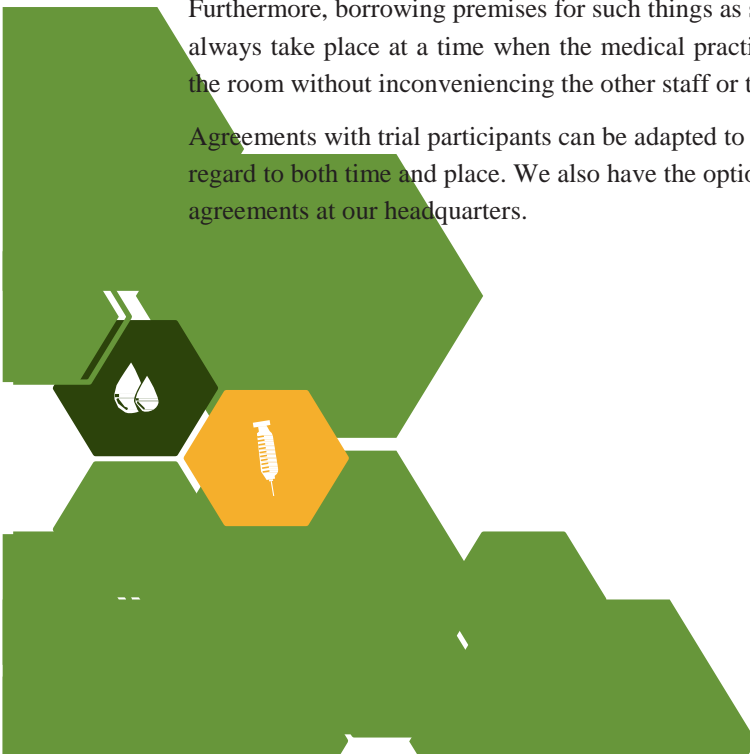 Furthermore, borrowing premises for such things as
always take place at a time when the medical
the room without inconveniencing the other staff or
Agreements with trial participants can be adapted to
regard to both time and place. We also have the
agreements at our headquarters.